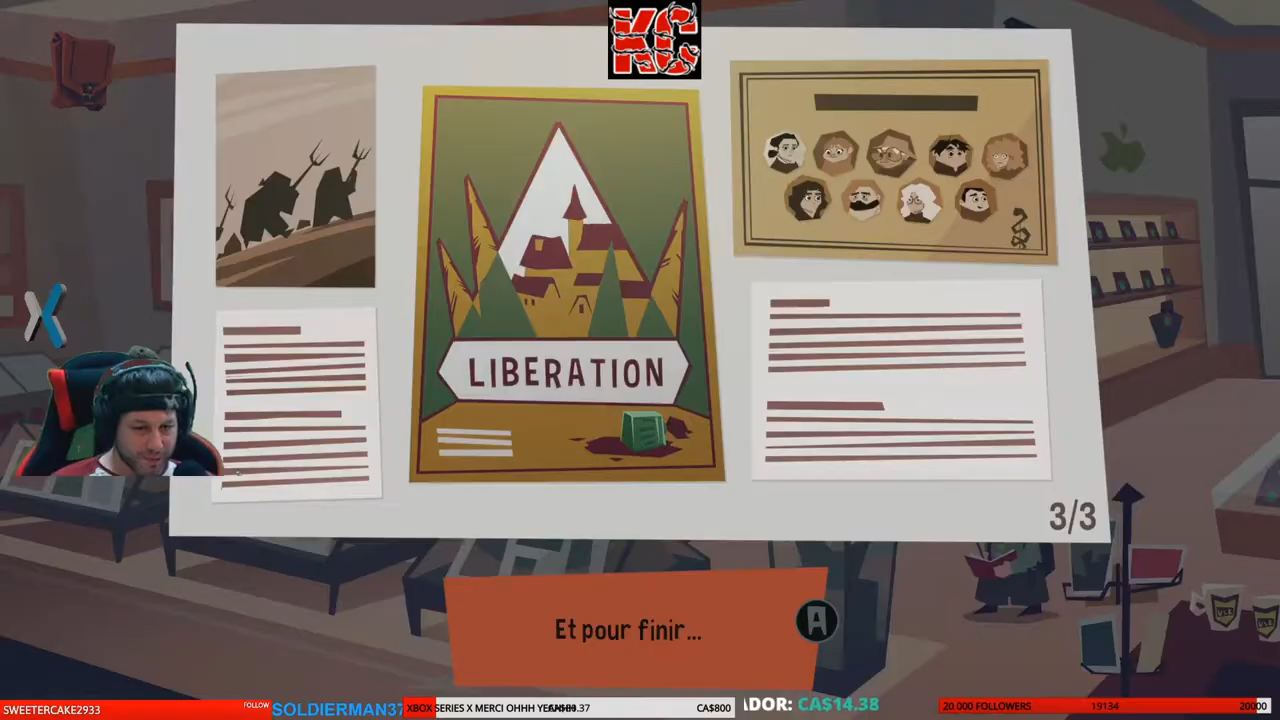 KC
LIBERATION
3/3
Et pour finir...
A
SWEETERCAKE2933
FOLLOW
SOLDIERMAN37
XBOX SERIES X MERCI OHHH
CA$800
ADOR: CA$14.38
20 000 FOLLOWERS
19134
20000